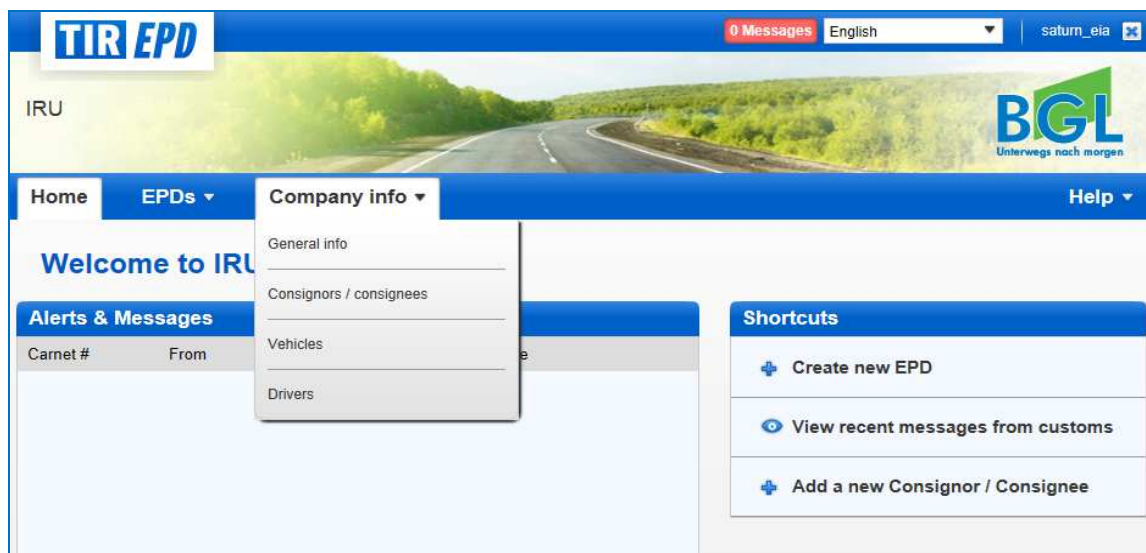 TIR EPD
0 Messages English saturn_eia
IRU
BGL
Unterwegs nach morgen
Home EPDs Company info Help
General info
Welcome to IRU
Consignors / consignees
Alerts & Messages Shortcuts
Carnet # From
Vehicles
Drivers
Create new EPD
View recent messages from customs
Add a new Consignor / Consignee